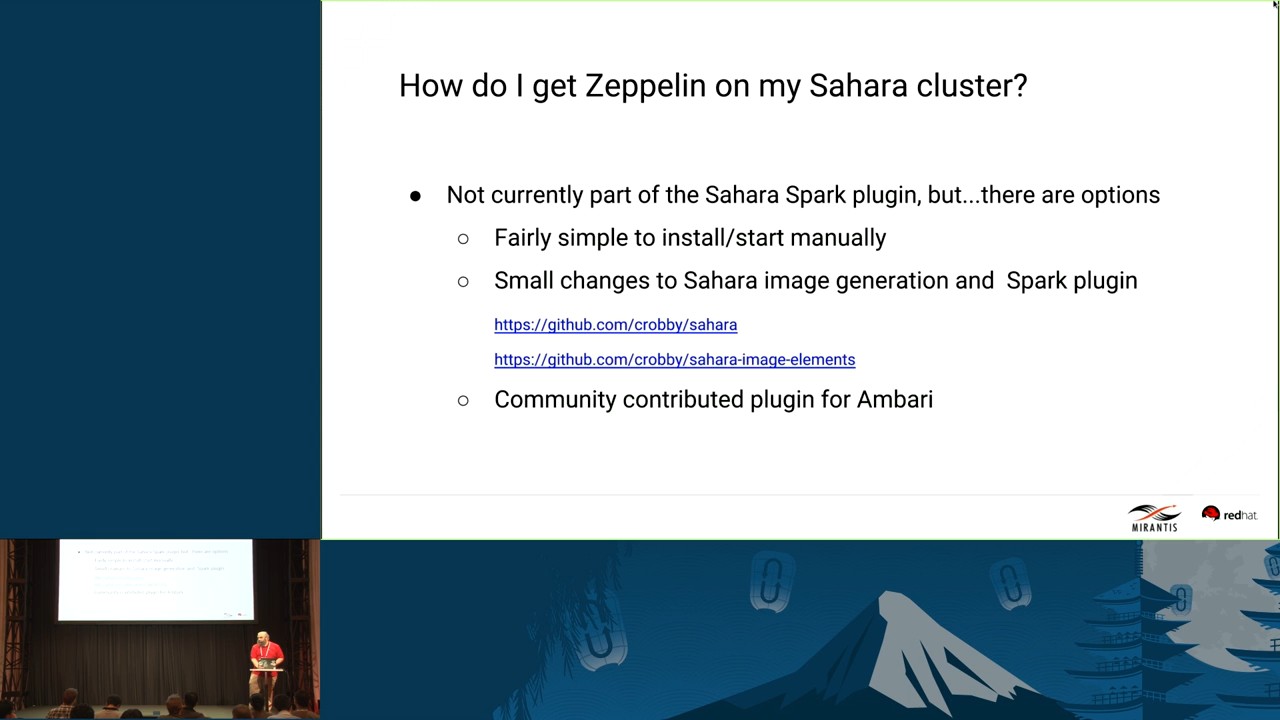 How do I get Zeppelin on my Sahara cluster?
● Not currently part of the Sahara Spark plugin, but...there are options
○ Fairly simple to install/start manually
○ Small changes to Sahara image generation and Spark plugin
https://github.com/crobby/sahara
https://github.com/crobby/sahara-image-elements
○ Community contributed plugin for Ambari
MIRANTIS
redhat.